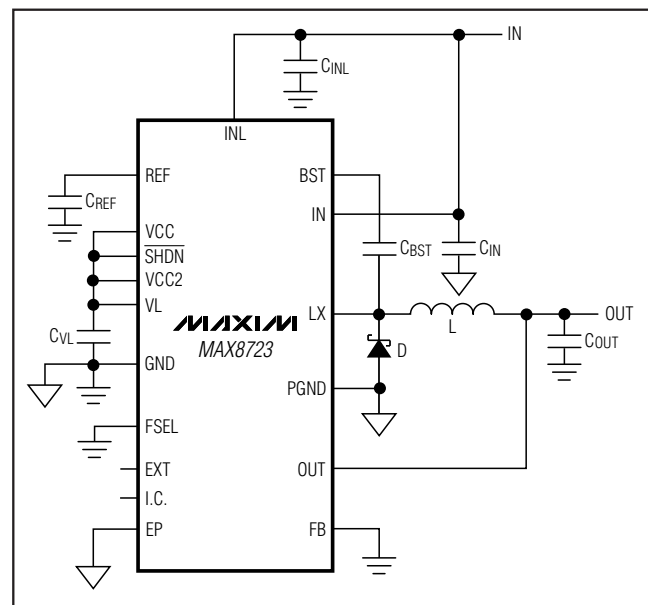 IN
CINL
INL
REF
BST
CREF
IN
VCC
SHDN
CBST
CIN
VCC2
VL
MAXIM
LX
OUT
L
CVL
MAX8723
D
COUT
GND
PGND
FSEL
EXT
OUT
I.C.
EP
FB